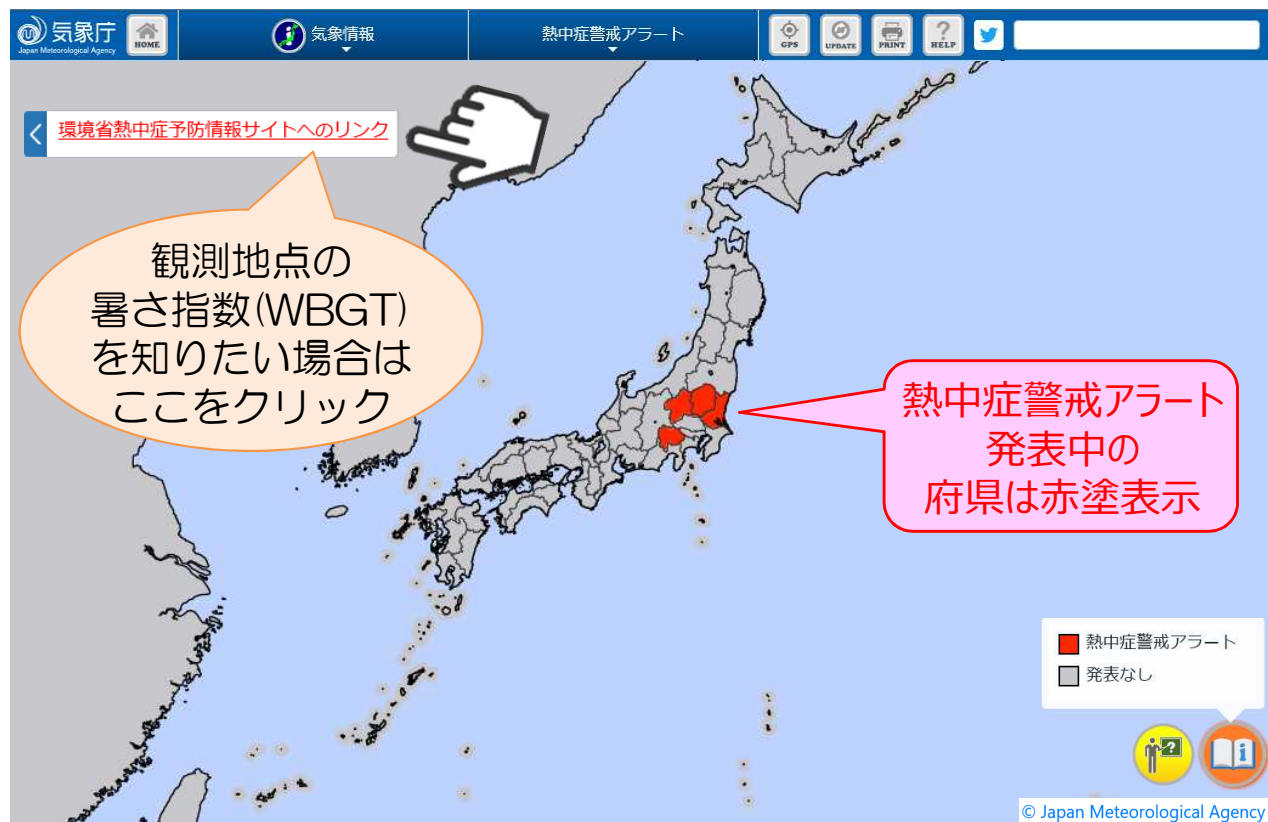 気象庁
Japan Meteorological Agency
HOME
気象情報
熱中症警戒アラート
GPS
UPDATE
PRINT
?
HELP
環境省熱中症予防情報サイトへのリンク
観測地点の
暑さ指数(WBGT)
を知りたい場合は
ここをクリック
熱中症警戒アラート
発表中の
府県は赤塗表示
熱中症警戒アラート
発表なし
?
i
© Japan Meteorological Agency